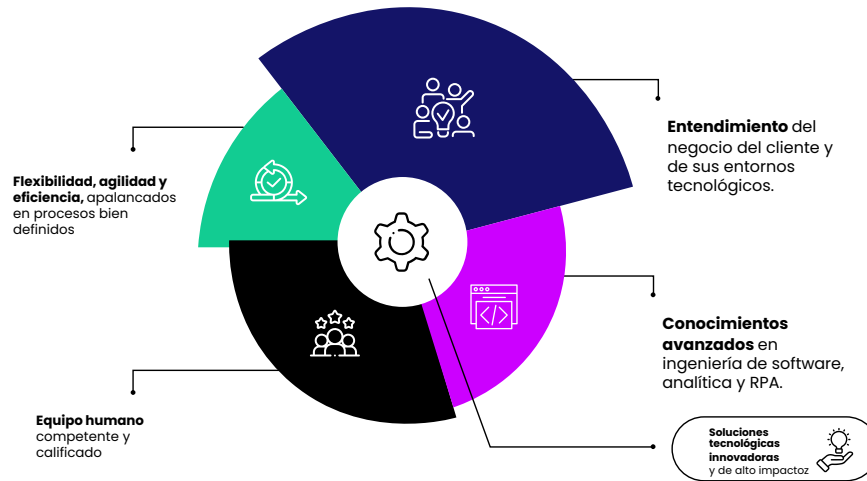 Entendimiento del
negocio del cliente y
de sus entornos
tecnológicos.
Flexibilidad, agilidad y
eficiencia, apalancados
en procesos bien
definidos
</>
Conocimientos
avanzados en
ingeniería de software,
analítica y RPA.
Equipo humano
competente y
calificado
Soluciones
tecnológicas
innovadoras
y de alto impactoz